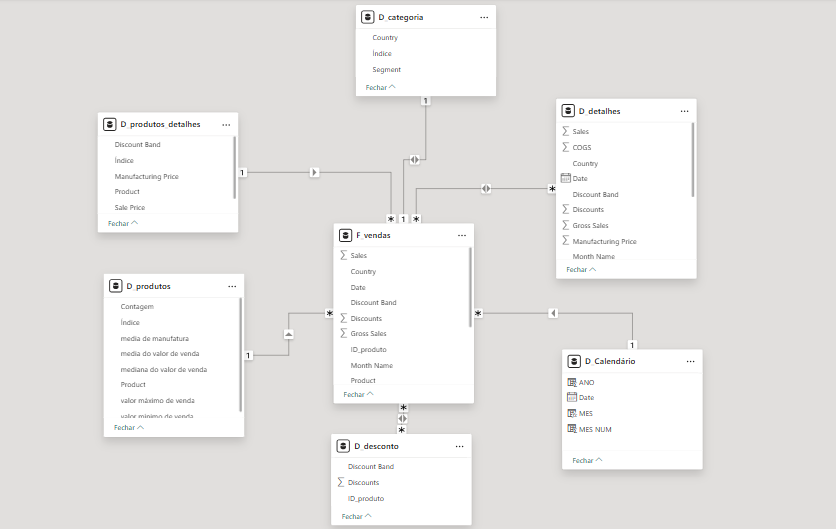 D_categoria
Country
Índice
Segment
Fechar
1
D_produtos_detalhes
Discount Band
Índice
Manufacturing Price
Product
Sale Price
Fechar
1
D_detalhes
Sales
COGS
Country
Date
Discount Band
Discounts
Gross Sales
Manufacturing Price
Month Name
Fechar
*
* 1 *
F_vendas
Sales
Country
Date
Discount Band
Discounts
Gross Sales
ID_produto
Month Name
Product
Fechar
* *
D_produtos
Contagem
Índice
media de manufatura
media do valor de venda
mediana do valor de venda
Product
valor máximo de venda
valor minimo de venda
Fechar
1
1
D_Calendário
ANO
Date
MES
MES NUM
Fechar
*
*
D_desconto
Discount Band
Discounts
ID_produto
Fechar